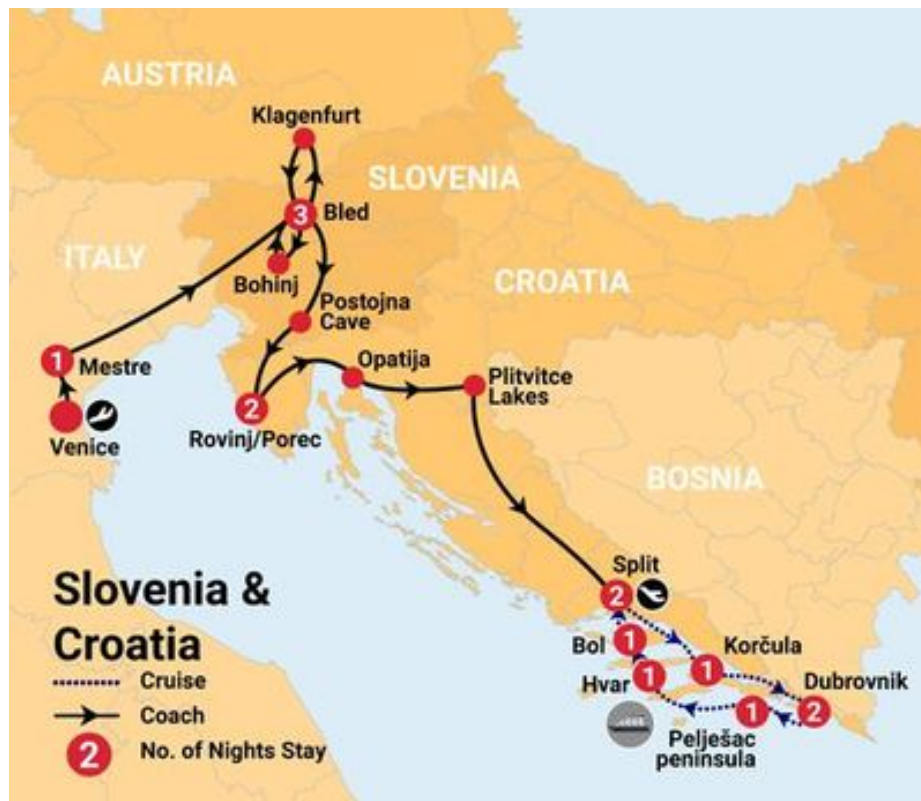 AUSTRIA
Klagenfurt
SLOVENIA
3
Bled
ITALY
Bohinj
CROATIA
Postojna
Cave
1
Mestre
Opatija
Plitvitce
Lakes
2
Venice
Rovinj/Porec
BOSNIA
Split
2
Slovenia &
Croatia
Bol
1
Korčula
1
Hvar
1
Dubrovnik
1
2
Pelješac
peninsula
Cruise
Coach
2
No. of Nights Stay